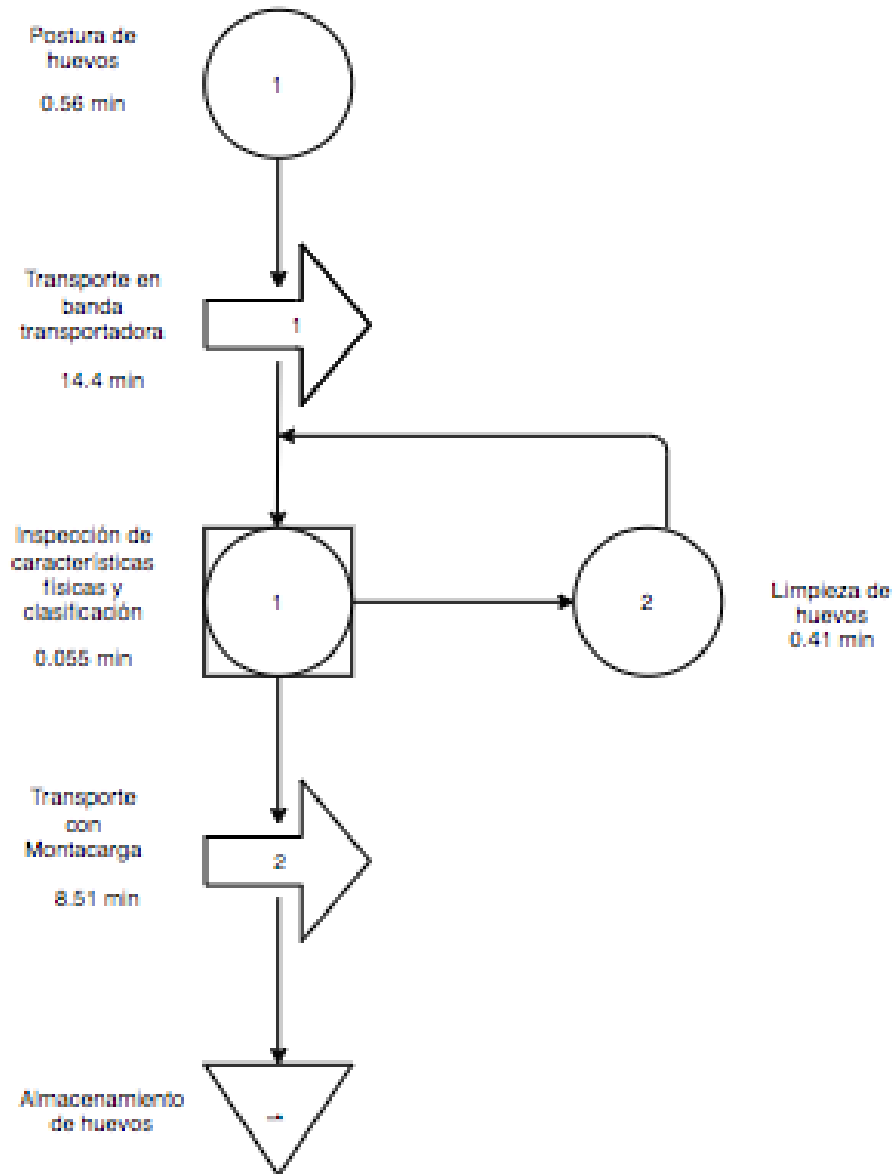 Postura de
huevos
0.56 min
1
Transporte en
banda
transportadora
14.4 min
1
Inspección de
características
físicas y
clasificación
0.055 min
1
2
Limpieza de
huevos
0.41 min
Transporte
con
Montacarga
8.51 min
2
Almacenamiento
de huevos